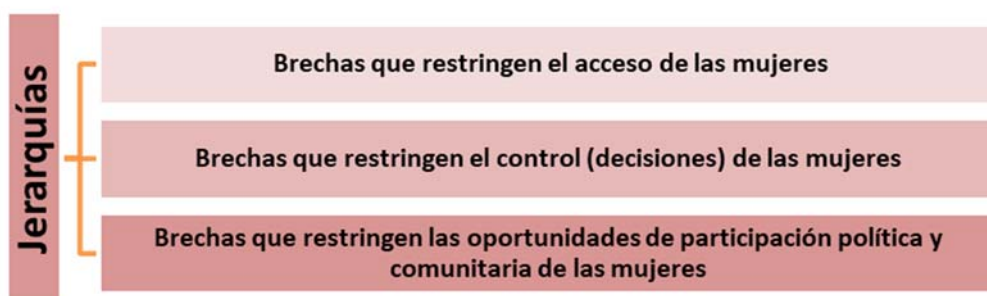 Jerarquías
Brechas que restringen el acceso de las mujeres
Brechas que restringen el control (decisiones) de las mujeres
Brechas que restringen las oportunidades de participación política y
comunitaria de las mujeres